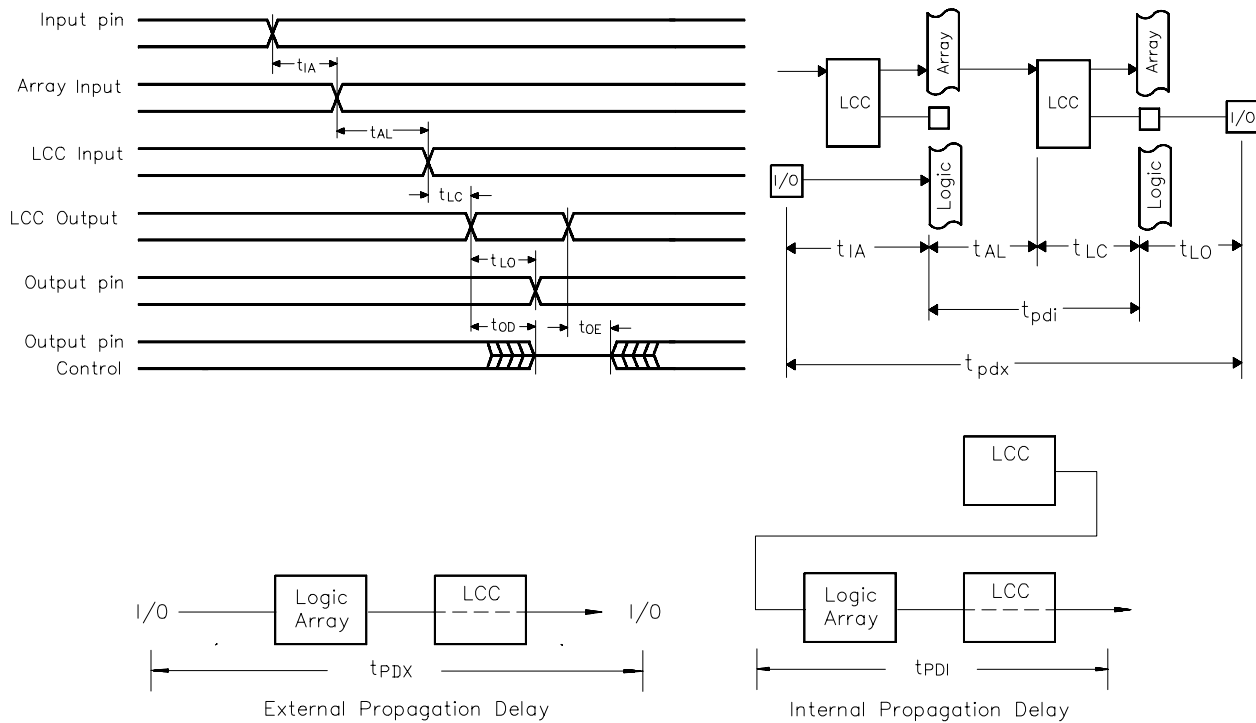 Input pin
tIA
Array Input
tAL
LCC Input
tLC
LCC Output
tLO
Output pin
tOD
tOE
Output pin
Control
Array
Array
LCC
LCC
I/O
I/O
Logic
Logic
tIA
tAL
tLC
tLO
tpdi
tpdx
LCC
I/O
Logic
Array
LCC
I/O
tPDX
External Propagation Delay
Logic
Array
LCC
tPDI
Internal Propagation Delay